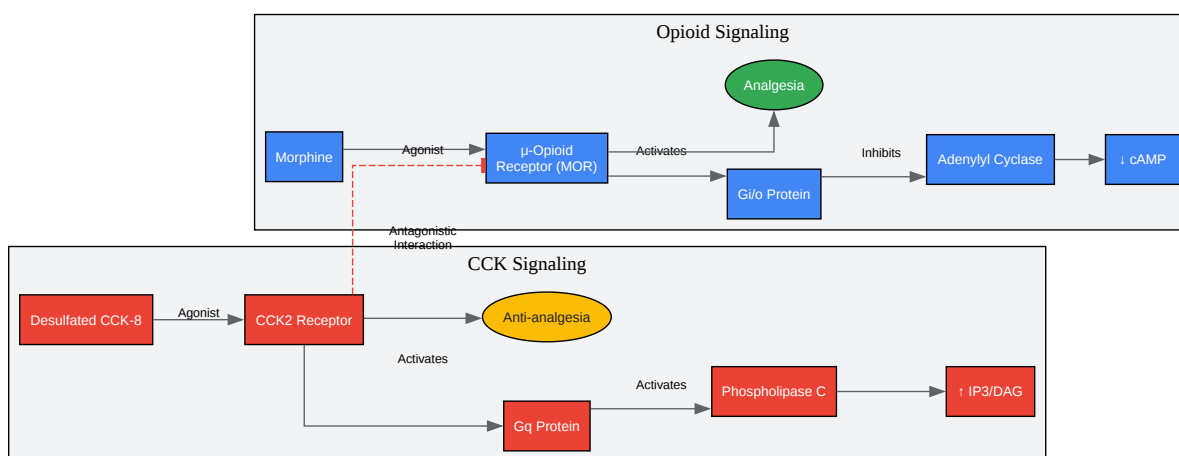 Opioid Signaling
Analgesia
Morphine
Agonist
μ-Opioid
Receptor (MOR)
Activates
Gi/o Protein
Inhibits
Adenylyl Cyclase
↓ cAMP
Antagonistic
Interaction
CCK Signaling
Desulfated CCK-8
Agonist
CCK2 Receptor
Anti-analgesia
Activates
Gq Protein
Activates
Phospholipase C
↑ IP3/DAG